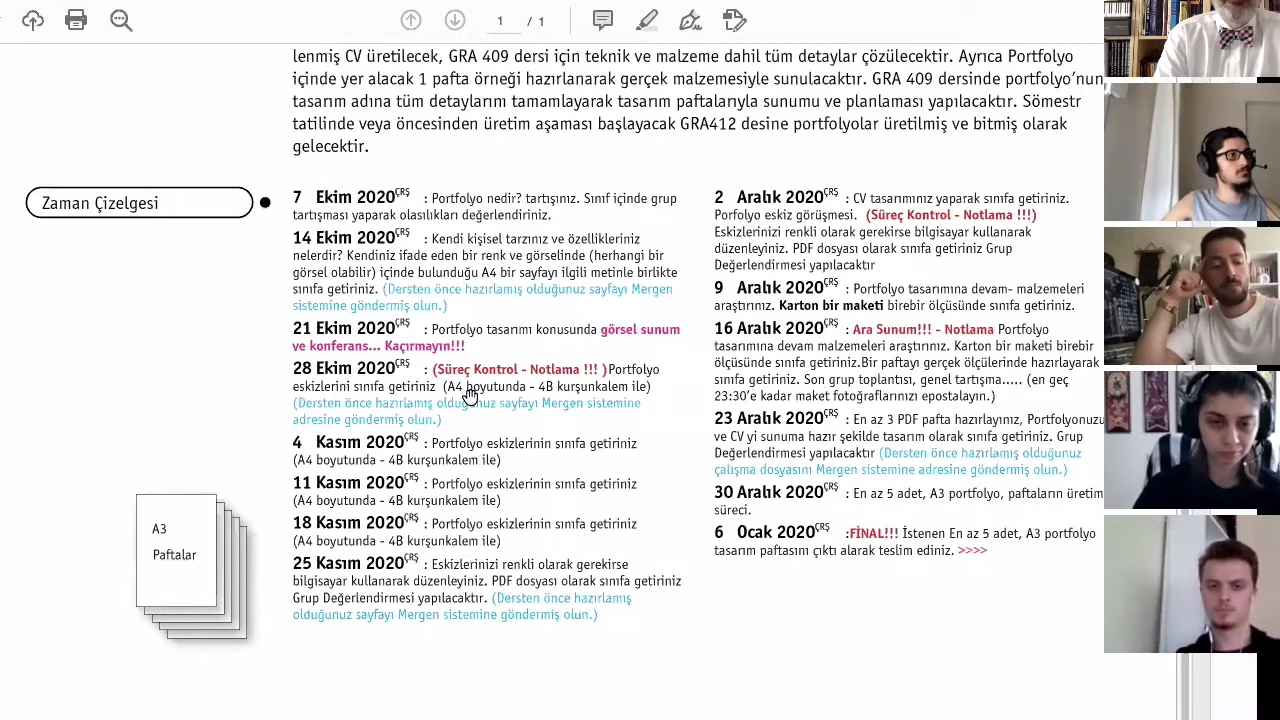 1 / 1
lenmiş CV üretilecek, GRA 409 dersi için teknik ve malzeme dahil tüm detaylar çözülecektir. Ayrıca Portfolyo
içinde yer alacak 1 pafta örneği hazırlanarak gerçek malzemesiyle sunulacaktır. GRA 409 dersinde portfolyo'nun
tasarım adına tüm detaylarını tamamlayarak tasarım paftalarıyla sunumu ve planlaması yapılacaktır. Sömestr
tatilinde veya öncesinden üretim aşaması başlayacak GRA412 desine portfolyolar üretilmiş ve bitmiş olarak
gelecektir.
Zaman Çizelgesi
7 Ekim 2020ÇRŞ : Portfolyo nedir? tartışınız. Sınıf içinde grup
tartışması yaparak olasılıkları değerlendiriniz.
14 Ekim 2020ÇRŞ : Kendi kişisel tarzınız ve özellikleriniz
nelerdir? Kendiniz ifade eden bir renk ve görselinde (herhangi bir
görsel olabilir) içinde bulunduğu A4 bir sayfayı ilgili metinle birlikte
sınıfa getiriniz. (Dersten önce hazırlamış olduğunuz sayfayı Mergen
sistemine göndermiş olun.)
21 Ekim 2020ÇRŞ : Portfolyo tasarım konusunda görsel sunum
ve konferans... Kaçırmayın!!!
28 Ekim 2020ÇRŞ : (Süreç Kontrol - Notlama !!! )Portfolyo
eskizlerini sınıfa getiriniz (A4 boyutunda - 4B kurşunkalem ile)
(Dersten önce hazırlamış olduğunuz sayfayı Mergen sistemine
adresine göndermiş olun.)
4 Kasım 2020ÇRŞ : Portfolyo eskizlerinin sınıfa getiriniz
(A4 boyutunda - 4B kurşunkalem ile)
11 Kasım 2020ÇRŞ : Portfolyo eskizlerinin sınıfa getiriniz
(A4 boyutunda - 4B kurşunkalem ile)
18 Kasım 2020ÇRŞ : Portfolyo eskizlerinin sınıfa getiriniz
(A4 boyutunda - 4B kurşunkalem ile)
25 Kasım 2020ÇRŞ : Eskizlerinizi renkli olarak gerekirse
bilgisayar kullanarak düzenleyiniz. PDF dosyası olarak sınıfa getiriniz
Grup Değerlendirmesi yapılacaktır. (Dersten önce hazırlamış
olduğunuz sayfayı Mergen sistemine göndermiş olun.)
2 Aralık 2020ÇRŞ : CV tasarımınız yaparak sınıfa getiriniz.
Porfolyo eskiz görüşmesi. (Süreç Kontrol - Notlama !!!)
Eskizlerinizi renkli olarak gerekirse bilgisayar kullanarak
düzenleyiniz. PDF dosyası olarak sınıfa getiriniz Grup
Değerlendirmesi yapılacaktır
9 Aralık 2020ÇRŞ : Portfolyo tasarımına devam- malzemeleri
araştırınız. Karton bir maketi birebir ölçüsünde sınıfa getiriniz.
16 Aralık 2020ÇRŞ : Ara Sunum!!! - Notlama Portfolyo
tasarımına devam malzemeleri araştırınız. Karton bir maketi birebir
ölçüsünde sınıfa getiriniz.Bir paftayı gerçek ölçülerinde hazırlayarak
sınıfa getiriniz. Son grup toplantısı, genel tartışma..... (en geç
23:30'e kadar maket fotoğraflarınızı epostalayın.)
23 Aralık 2020ÇRŞ : En az 3 PDF pafta hazırlayınız, Portfolyonuzu
ve CV yi sunuma hazır şekilde tasarım olarak sınıfa getiriniz. Grup
Değerlendirmesi yapılacaktır (Dersten önce hazırlamış olduğunuz
çalışma dosyasını Mergen sistemine adresine göndermiş olun.)
30 Aralık 2020ÇRŞ : En az 5 adet, A3 portfolyo, paftaların üretim
süreci.
6 Ocak 2020ÇRŞ :FİNAL!!! İstenen En az 5 adet, A3 portfolyo
tasarım paftasını çıktı alarak teslim ediniz. >>>>
A3
Paftalar